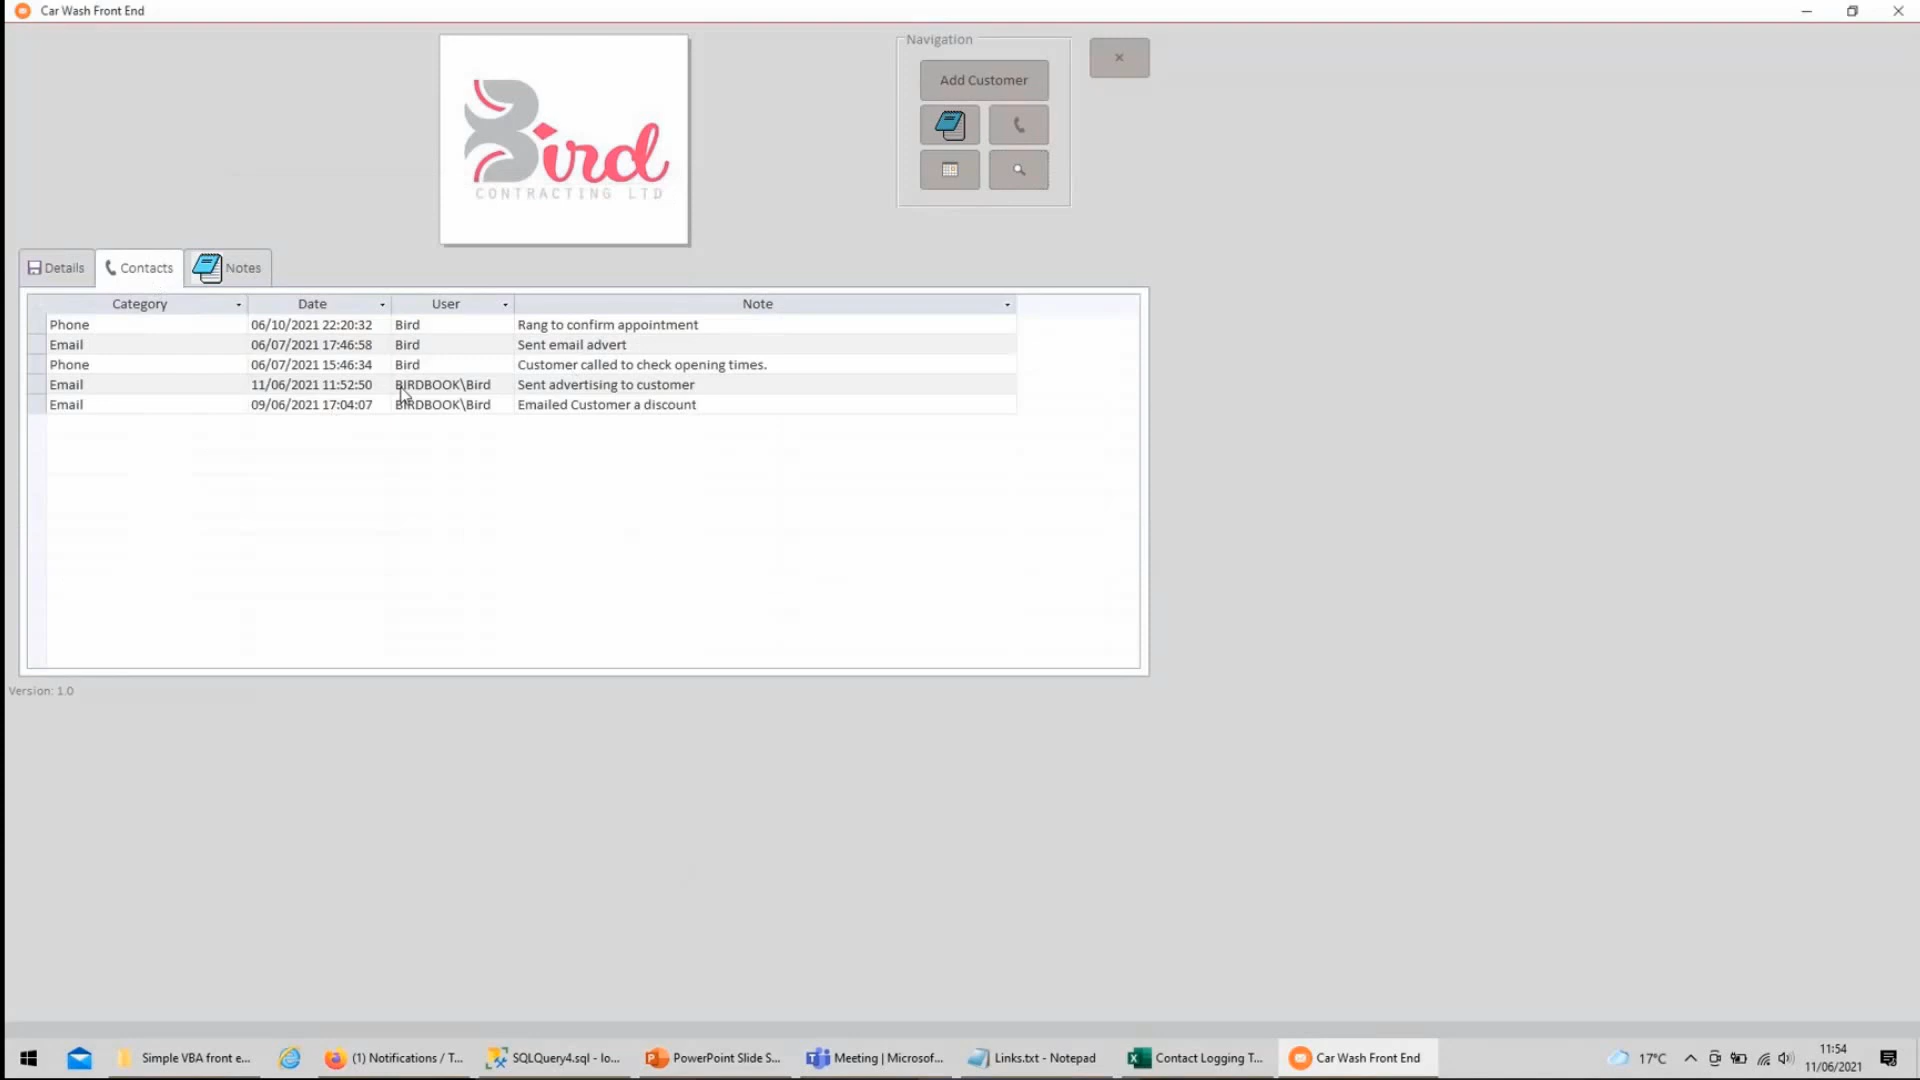 Car Wash Front End
Bird
CONTRACTING LTD
Navigation
Add Customer
Details
Contacts
Notes
Category Date User Note
Phone 06/10/2021 22:20:32 Bird Rang to confirm appointment
Email 06/07/2021 17:46:58 Bird Sent email advert
Phone 06/07/2021 15:46:34 Bird Customer called to check opening times.
Email 11/06/2021 11:52:50 BIRDBOOK\Bird Sent advertising to customer
Email 09/06/2021 17:04:07 BIRDBOOK\Bird Emailed Customer a discount
Version: 1.0
Simple VBA front e...
(1) Notifications / T...
SQLQuery4.sql - lo...
PowerPoint Slide S...
Meeting | Microsof...
Links.txt - Notepad
Contact Logging T...
Car Wash Front End
17°C
11:54
11/06/2021